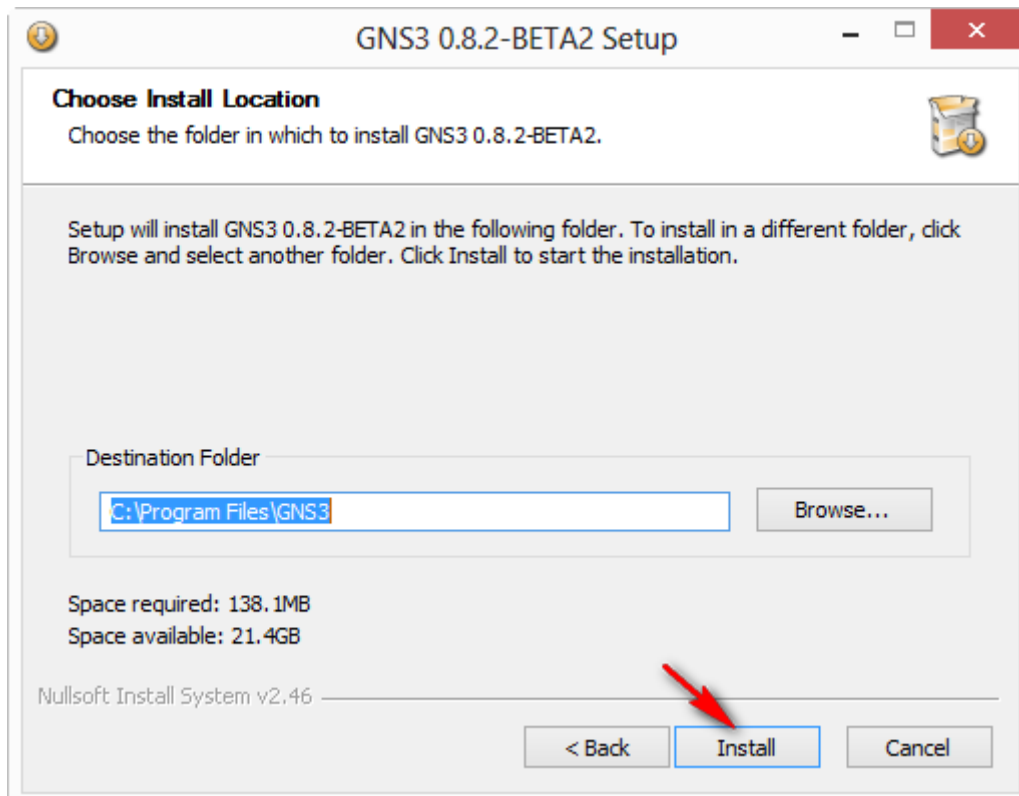 GNS3 0.8.2-BETA2 Setup
Choose Install Location
Choose the folder in which to install GNS3 0.8.2-BETA2.
Setup will install GNS3 0.8.2-BETA2 in the following folder. To install in a different folder, click
Browse and select another folder. Click Install to start the installation.
Destination Folder
C:\Program Files\GNS3
Browse...
Space required: 138.1MB
Space available: 21.4GB
Nullsoft Install System v2.46
< Back
Install
Cancel